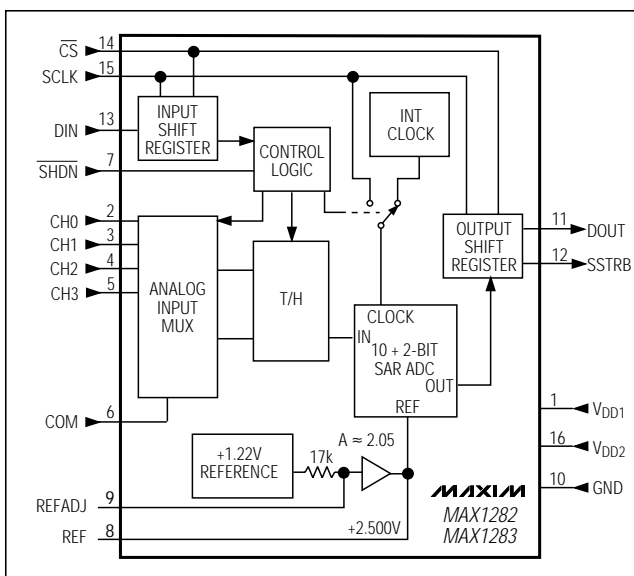 CS
14
SCLK
15
DIN
13
INPUT
SHIFT
REGISTER
SHDN
7
CONTROL
LOGIC
INT
CLOCK
CH0
2
CH1
3
CH2
4
CH3
5
ANALOG
INPUT
MUX
T/H
OUTPUT
SHIFT
REGISTER
11
DOUT
12
SSTRB
CLOCK
IN
10 + 2-BIT
SAR ADC
OUT
REF
COM
6
+1.22V
REFERENCE
17k
A ≈ 2.05
REFADJ
9
REF
8
+2.500V
1
VDD1
16
VDD2
10
GND
MAXIM
MAX1282
MAX1283